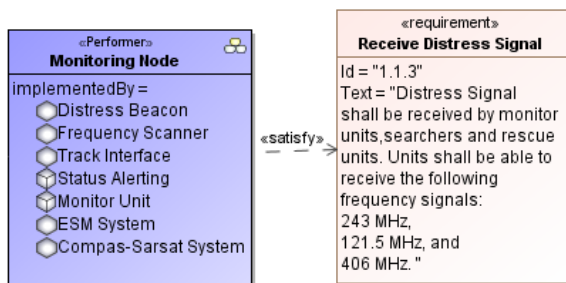 «Performer»
Monitoring Node
implementedBy =
Distress Beacon
Frequency Scanner
Track Interface
Status Alerting
Monitor Unit
ESM System
Compas-Sarsat System
«satisfy»
«requirement»
Receive Distress Signal
Id = "1.1.3"
Text = "Distress Signal
shall be received by monitor
units,searchers and rescue
units. Units shall be able to
receive the following
frequency signals:
243 MHz,
121.5 MHz, and
406 MHz. "